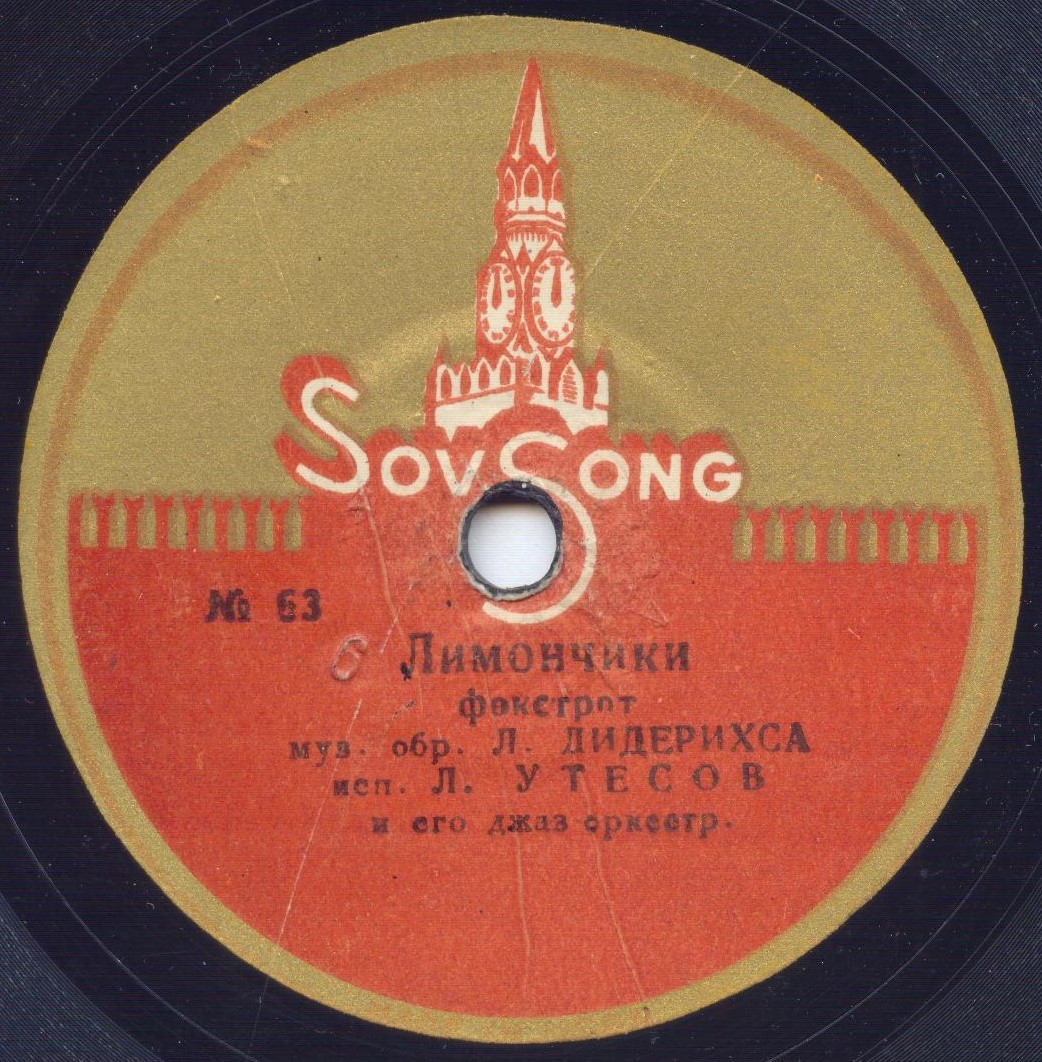 SovSong
№ 63
6 Лимончики
фокстрот
муз. обр. Л. ДИДЕРИХСА
исп. Л. УТЕСОВ
и его джаз-оркестр.